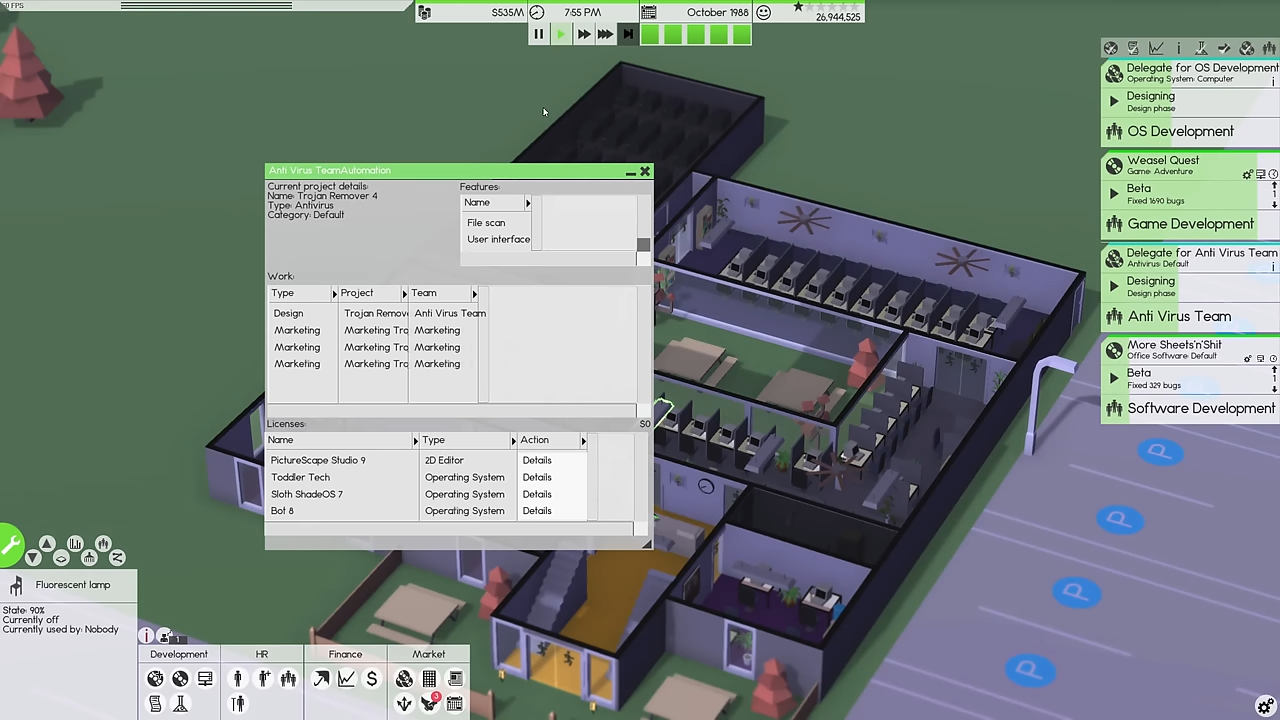 FPS
$535M
7:55 PM
October 1988
26,944,525
Delegate for OS Development
Operating System: Computer
Designing
Design phase
OS Development
Weasel Quest
Game: Adventure
Beta
Fixed 1690 bugs
1
Game Development
Delegate for Anti Virus Team
Antivirus: Default
Designing
Design phase
Anti Virus Team
More Sheets'n'Shit
Office Software: Default
Beta
Fixed 329 bugs
1
Software Development
Anti Virus TeamAutomation
Current project details:
Name: Trojan Remover 4
Type: Antivirus
Category: Default
Features:
Name
File scan
User interface
Work:
Type Project Team
Design Trojan Remov Anti Virus Team
Marketing Marketing Tro Marketing
Marketing Marketing Tro Marketing
Marketing Marketing Tro Marketing
Licenses: $0
Name Type Action
PictureScape Studio 9 2D Editor Details
Toddler Tech Operating System Details
Sloth ShadeOS 7 Operating System Details
Bot 8 Operating System Details
P
P
P
P
Fluorescent lamp
State: 90%
Currently off
Currently used by: Nobody
Development HR Finance Market
3